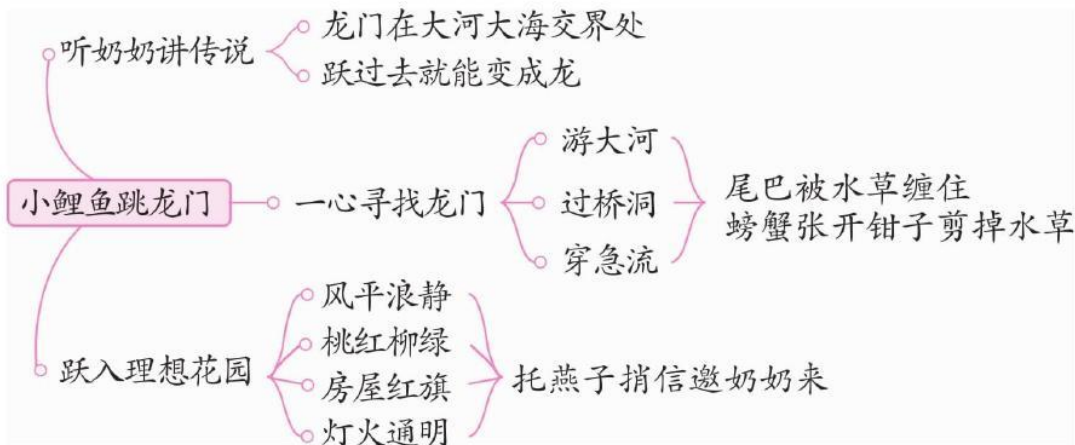 听奶奶讲传说
龙门在大河大海交界处
跃过去就能变成龙
小鲤鱼跳龙门
一心寻找龙门
游大河
过桥洞
穿急流
尾巴被水草缠住
螃蟹张开钳子剪掉水草
跃入理想花园
风平浪静
桃红柳绿
房屋红旗
灯火通明
托燕子捎信邀奶奶来